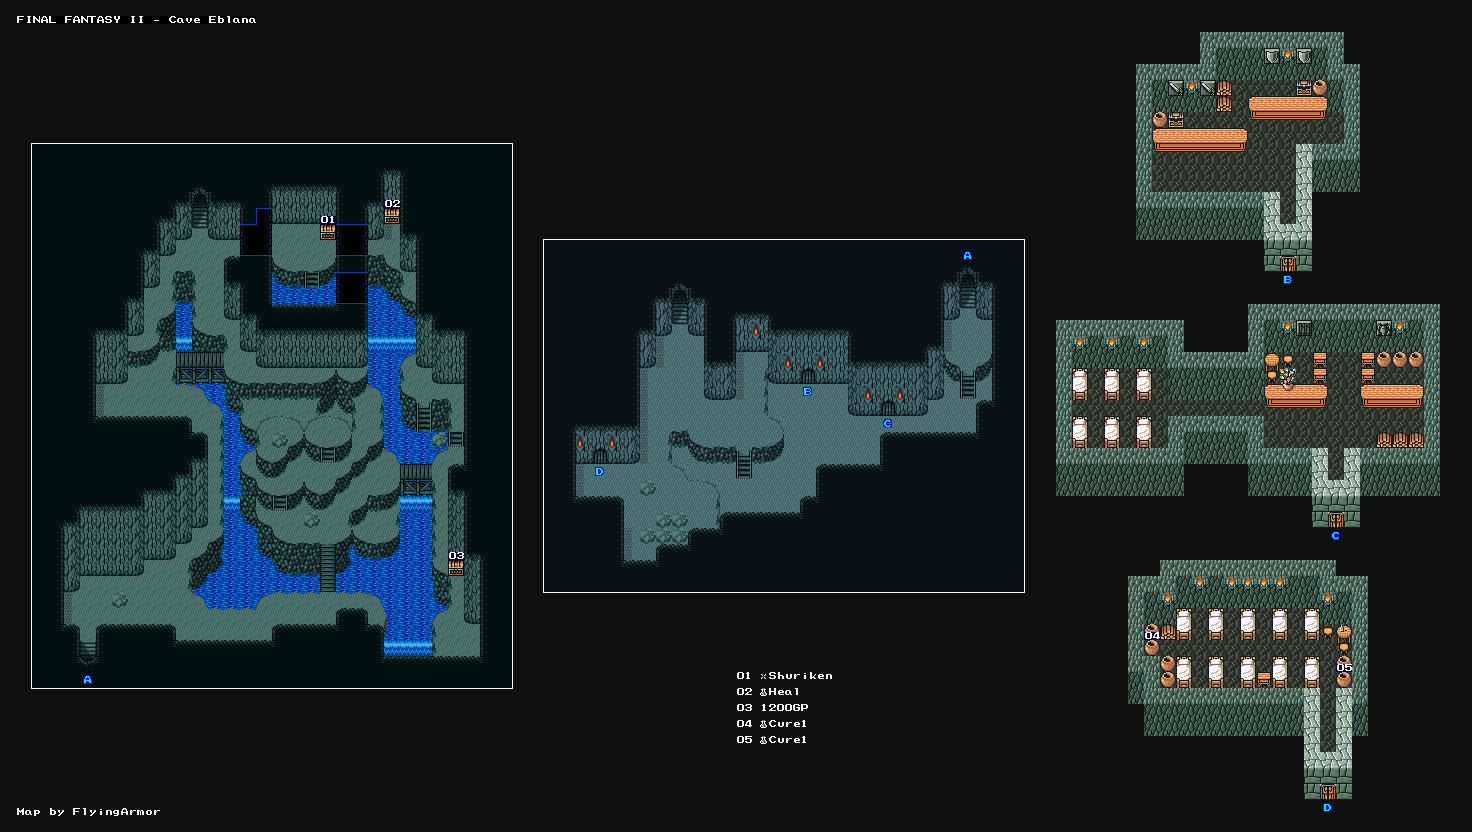 FINAL FANTASY II - Cave Eblana
B
02
01
A
B
C
D
C
03
04
05
A
01 Shuriken
02 Heal
03 1200GP
04 Cure1
05 Cure1
D
Map by FlyingArmor